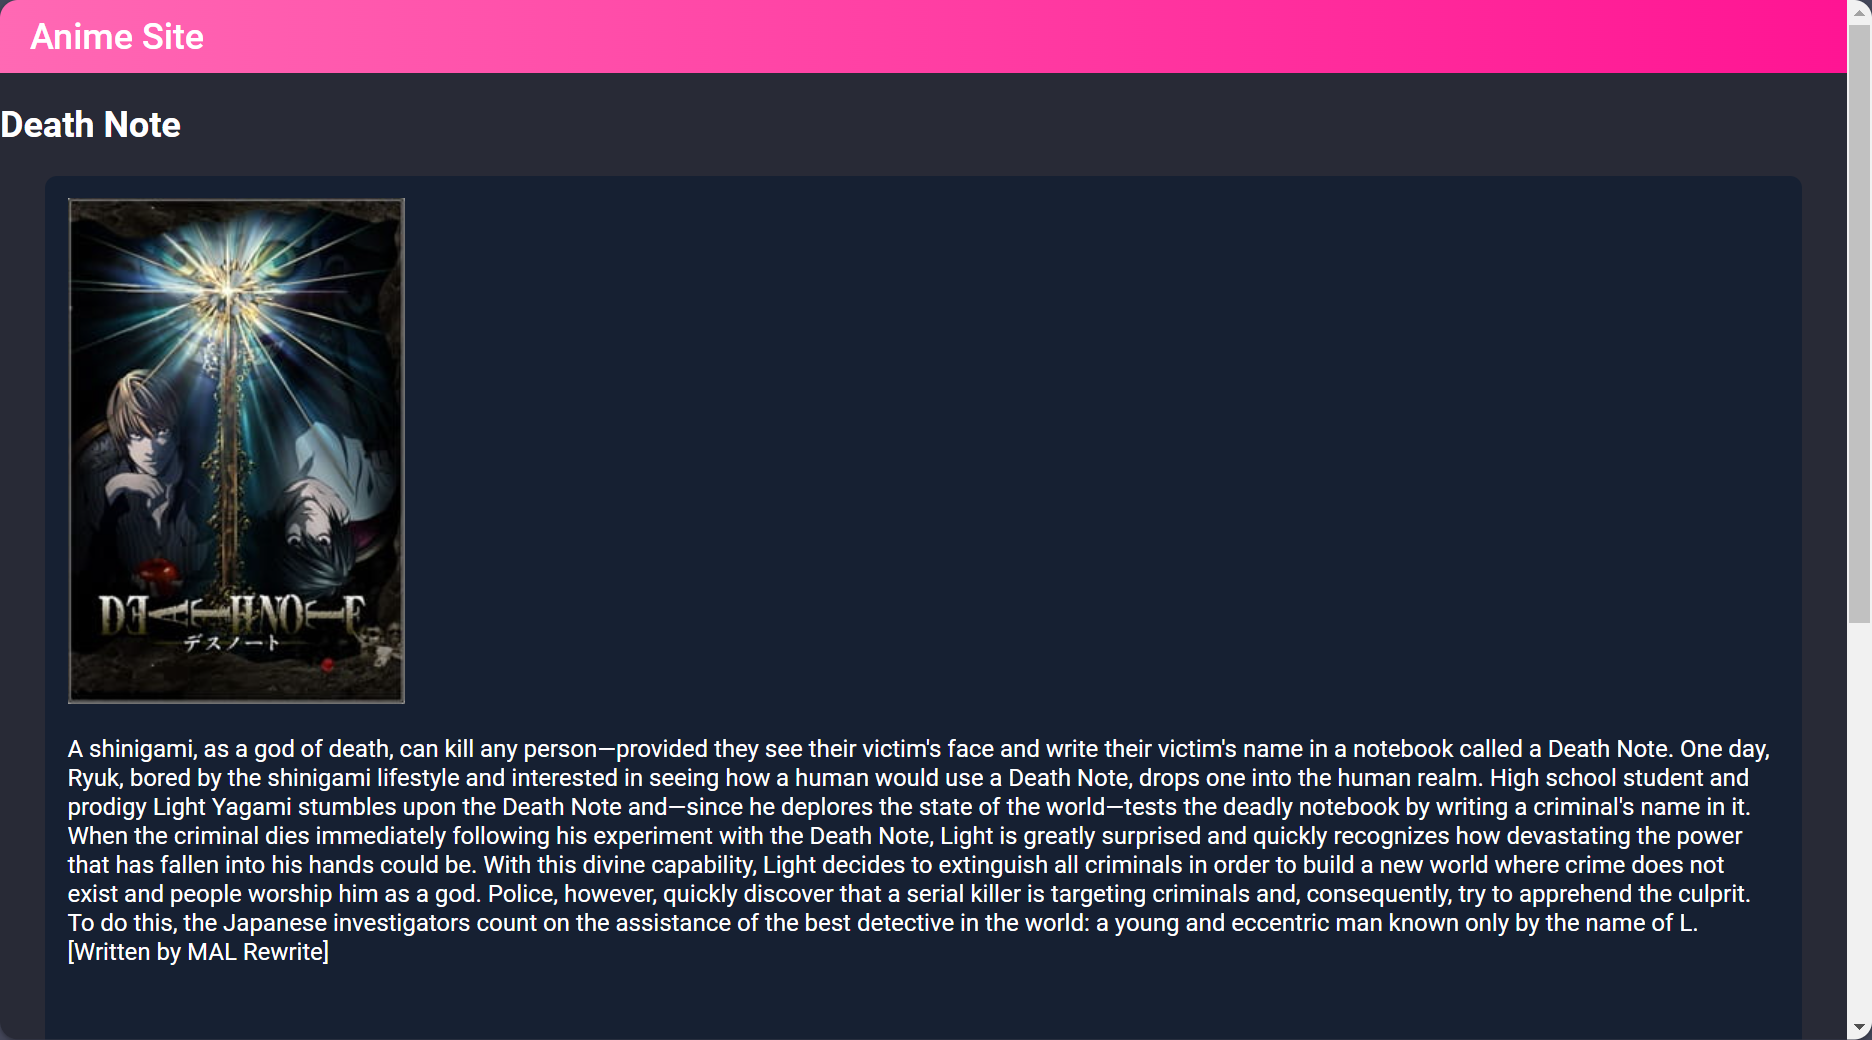 Anime Site
Death Note
DEATH NOTE
デスノート
A shinigami, as a god of death, can kill any person—provided they see their victim's face and write their victim's name in a notebook called a Death Note. One day,
Ryuk, bored by the shinigami lifestyle and interested in seeing how a human would use a Death Note, drops one into the human realm. High school student and
prodigy Light Yagami stumbles upon the Death Note and—since he deplores the state of the world—tests the deadly notebook by writing a criminal's name in it.
When the criminal dies immediately following his experiment with the Death Note, Light is greatly surprised and quickly recognizes how devastating the power
that has fallen into his hands could be. With this divine capability, Light decides to extinguish all criminals in order to build a new world where crime does not
exist and people worship him as a god. Police, however, quickly discover that a serial killer is targeting criminals and, consequently, try to apprehend the culprit.
To do this, the Japanese investigators count on the assistance of the best detective in the world: a young and eccentric man known only by the name of L.
[Written by MAL Rewrite]